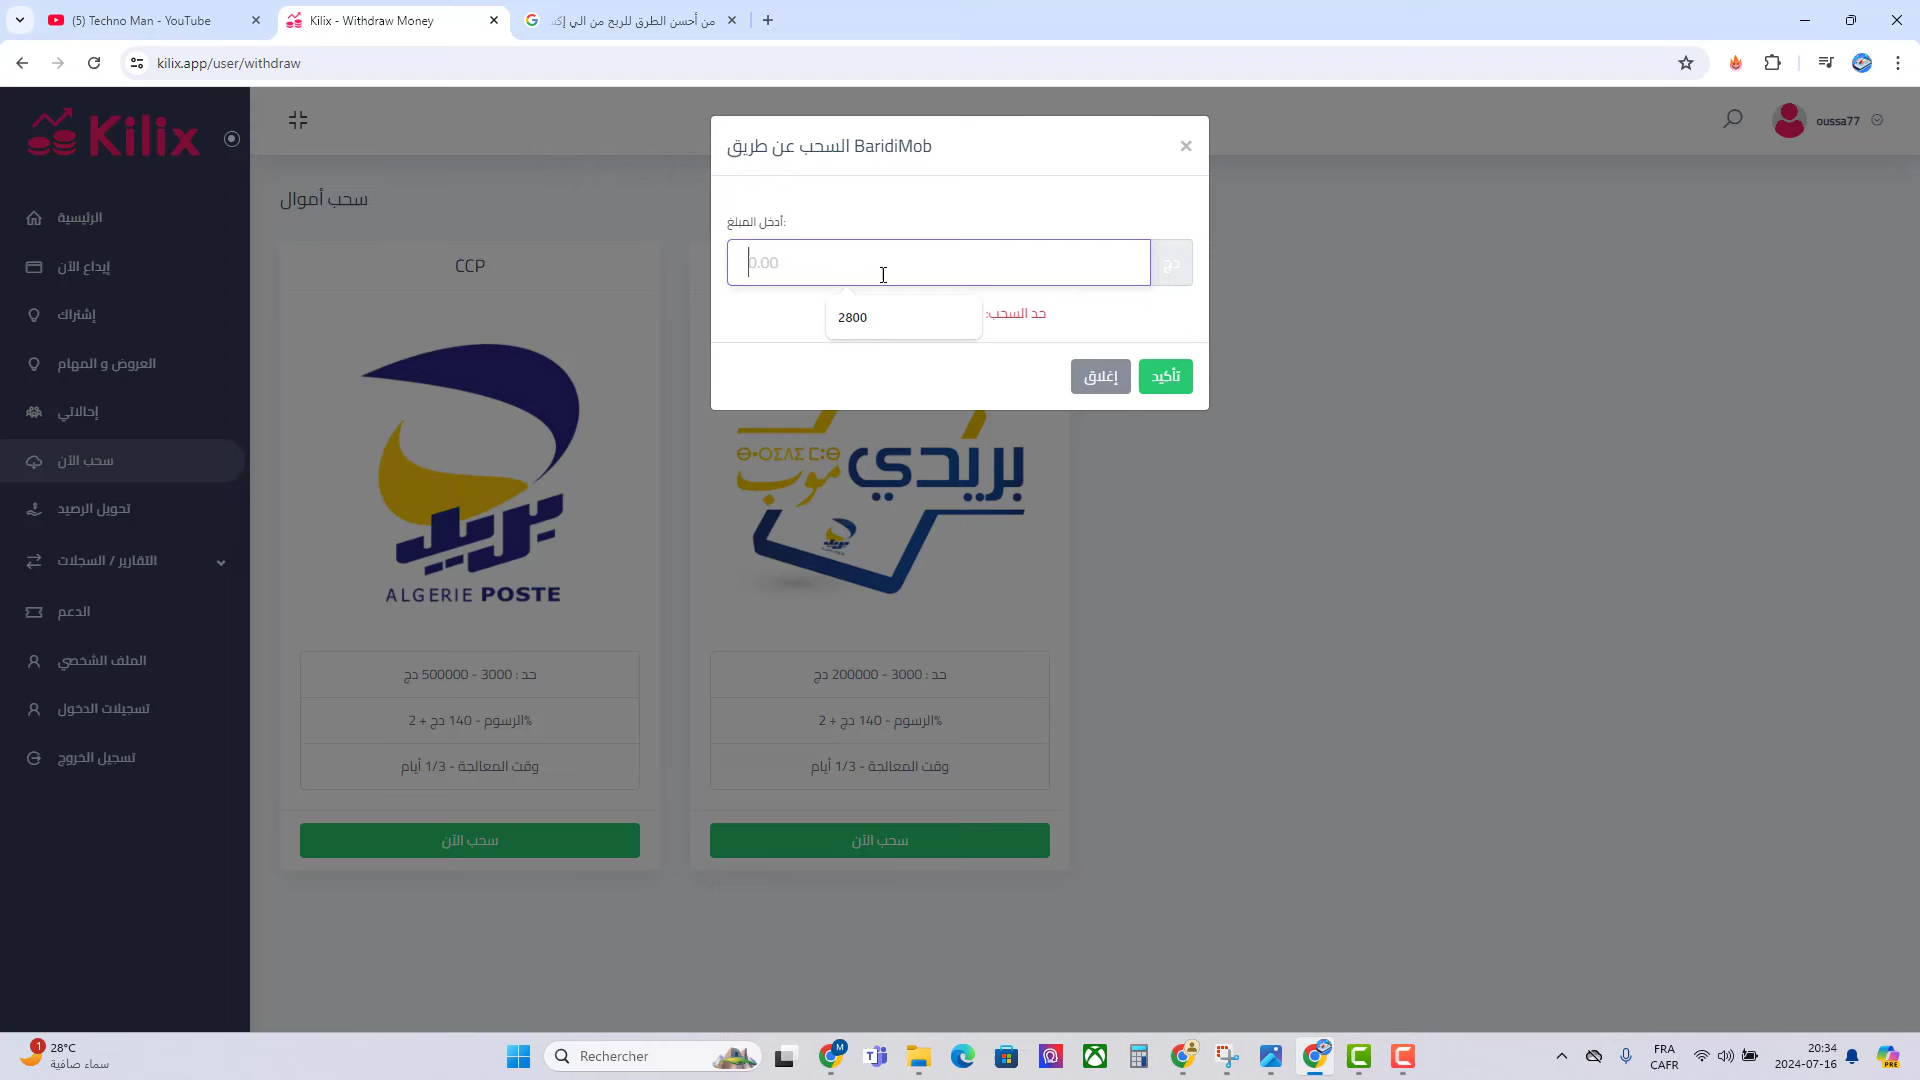 (5) Techno Man - YouTube
Kilix - Withdraw Money
من أحسن الطرق للربح من الي إكس
kilix.app/user/withdraw
Kilix
oussa77
السحب عن طريق BaridiMob
سحب أموال
أدخل المبلغ:
0.00
دج
2800
حد السحب:
إغلاق
تأكيد
الرئيسية
إيداع الآن
إشتراك
العروض و المهام
إحالاتي
سحب الآن
تحويل الرصيد
التقارير / السجلات
الدعم
الملف الشخصي
تسجيلات الدخول
تسجيل الخروج
CCP
بريد
ALGERIE POSTE
حد : 3000 - 500000 دج
الرسوم - 140 دج + 2%
وقت المعالجة - 1/3 أيام
سحب الآن
بريدي
موب
حد : 3000 - 200000 دج
الرسوم - 140 دج + 2%
وقت المعالجة - 1/3 أيام
سحب الآن
1
28°C
سماء صافية
Rechercher
M
FRA
CAFR
20:34
2024-07-16
PRE